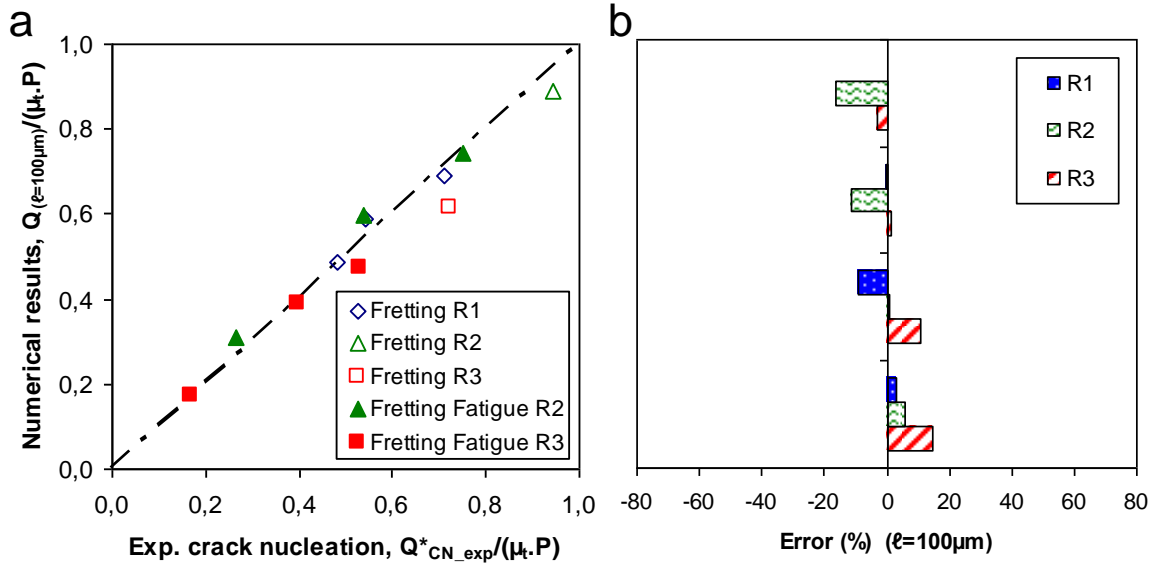 a
Numerical results, Q(ℓ=100µm)/(µt.P)
1,0
0,8
0,6
0,4
0,2
0,0
0,0 0,2 0,4 0,6 0,8 1,0
Exp. crack nucleation, Q*CN_exp/(µt.P)
Fretting R1
Fretting R2
Fretting R3
Fretting Fatigue R2
Fretting Fatigue R3
b
R1
R2
R3
-80 -60 -40 -20 0 20 40 60 80
Error (%) (ℓ=100µm)